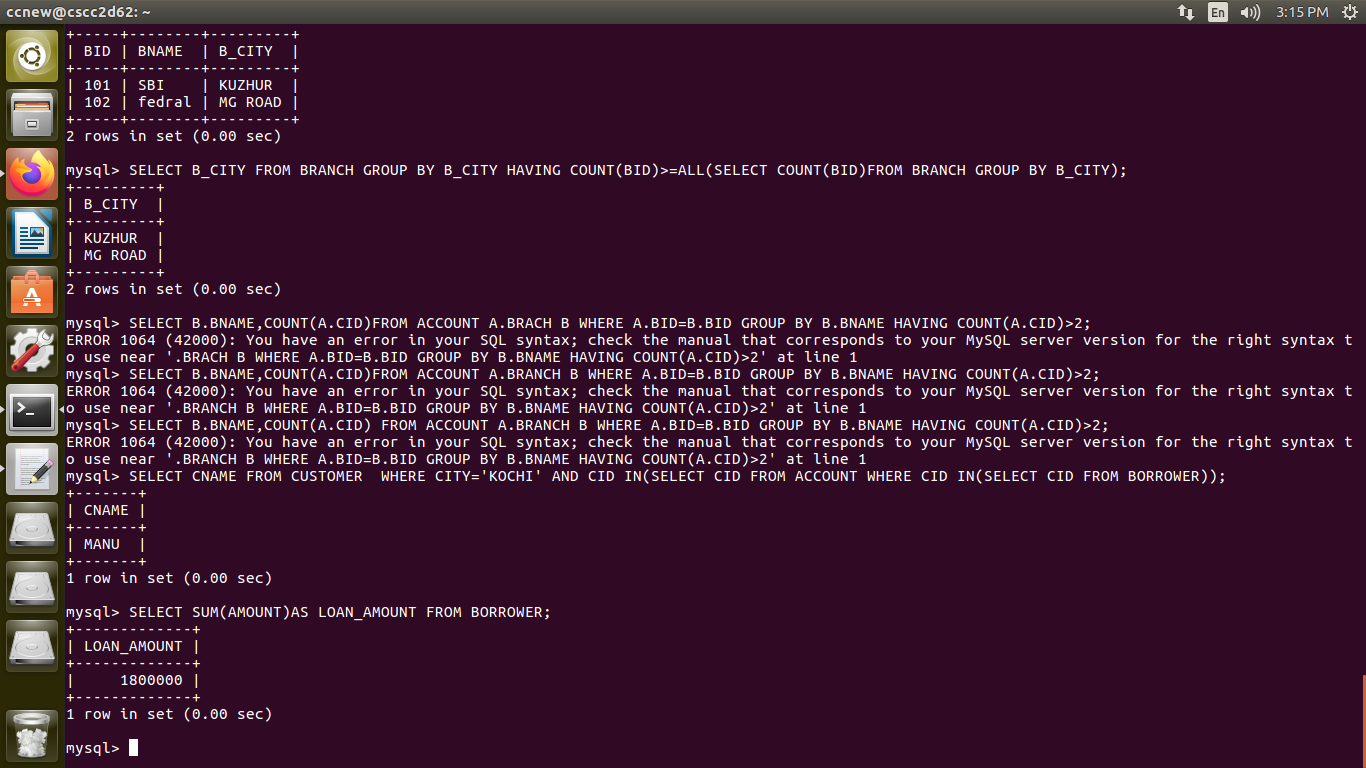 ccnew@cscc2d62: ~
En
3:15 PM
+-----+--------+---------+
| BID | BNAME  | B_CITY  |
+-----+--------+---------+
| 101 | SBI    | KUZHUR  |
| 102 | fedral | MG ROAD |
+-----+--------+---------+
2 rows in set (0.00 sec)
mysql> SELECT B_CITY FROM BRANCH GROUP BY B_CITY HAVING COUNT(BID)>=ALL(SELECT COUNT(BID)FROM BRANCH GROUP BY B_CITY);
+---------+
| B_CITY  |
+---------+
| KUZHUR  |
| MG ROAD |
+---------+
2 rows in set (0.00 sec)
mysql> SELECT B.BNAME,COUNT(A.CID)FROM ACCOUNT A.BRACH B WHERE A.BID=B.BID GROUP BY B.BNAME HAVING COUNT(A.CID)>2;
ERROR 1064 (42000): You have an error in your SQL syntax; check the manual that corresponds to your MySQL server version for the right syntax t
o use near '.BRACH B WHERE A.BID=B.BID GROUP BY B.BNAME HAVING COUNT(A.CID)>2' at line 1
mysql> SELECT B.BNAME,COUNT(A.CID)FROM ACCOUNT A.BRANCH B WHERE A.BID=B.BID GROUP BY B.BNAME HAVING COUNT(A.CID)>2;
ERROR 1064 (42000): You have an error in your SQL syntax; check the manual that corresponds to your MySQL server version for the right syntax t
o use near '.BRANCH B WHERE A.BID=B.BID GROUP BY B.BNAME HAVING COUNT(A.CID)>2' at line 1
mysql> SELECT B.BNAME,COUNT(A.CID) FROM ACCOUNT A.BRANCH B WHERE A.BID=B.BID GROUP BY B.BNAME HAVING COUNT(A.CID)>2;
ERROR 1064 (42000): You have an error in your SQL syntax; check the manual that corresponds to your MySQL server version for the right syntax t
o use near '.BRANCH B WHERE A.BID=B.BID GROUP BY B.BNAME HAVING COUNT(A.CID)>2' at line 1
mysql> SELECT CNAME FROM CUSTOMER  WHERE CITY='KOCHI' AND CID IN(SELECT CID FROM ACCOUNT WHERE CID IN(SELECT CID FROM BORROWER));
+-------+
| CNAME |
+-------+
| MANU  |
+-------+
1 row in set (0.00 sec)
mysql> SELECT SUM(AMOUNT)AS LOAN_AMOUNT FROM BORROWER;
+-------------+
| LOAN_AMOUNT |
+-------------+
|     1800000 |
+-------------+
1 row in set (0.00 sec)
mysql>